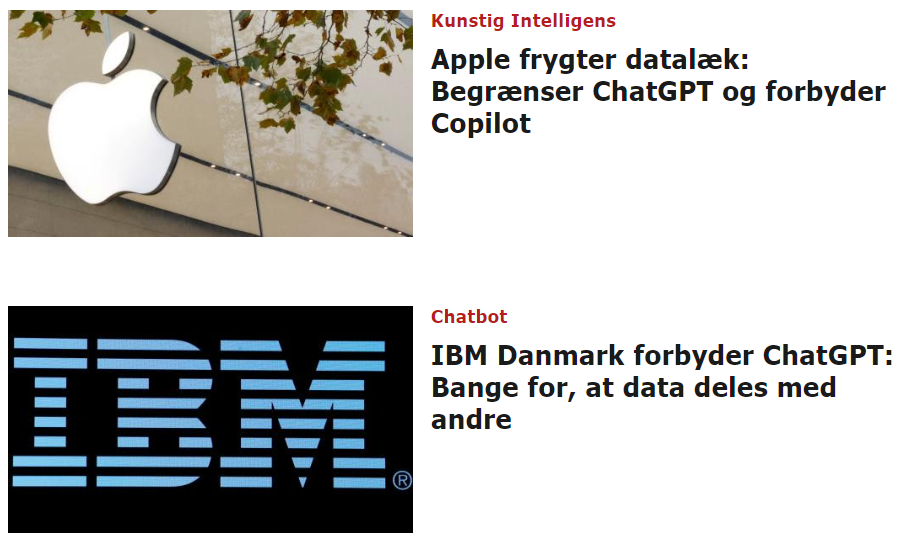 Kunstig Intelligens
Apple frygter datalæk:
Begrænser ChatGPT og forbyder
Copilot
Chatbot
IBM Danmark forbyder ChatGPT:
Bange for, at data deles med
andre
IBM®